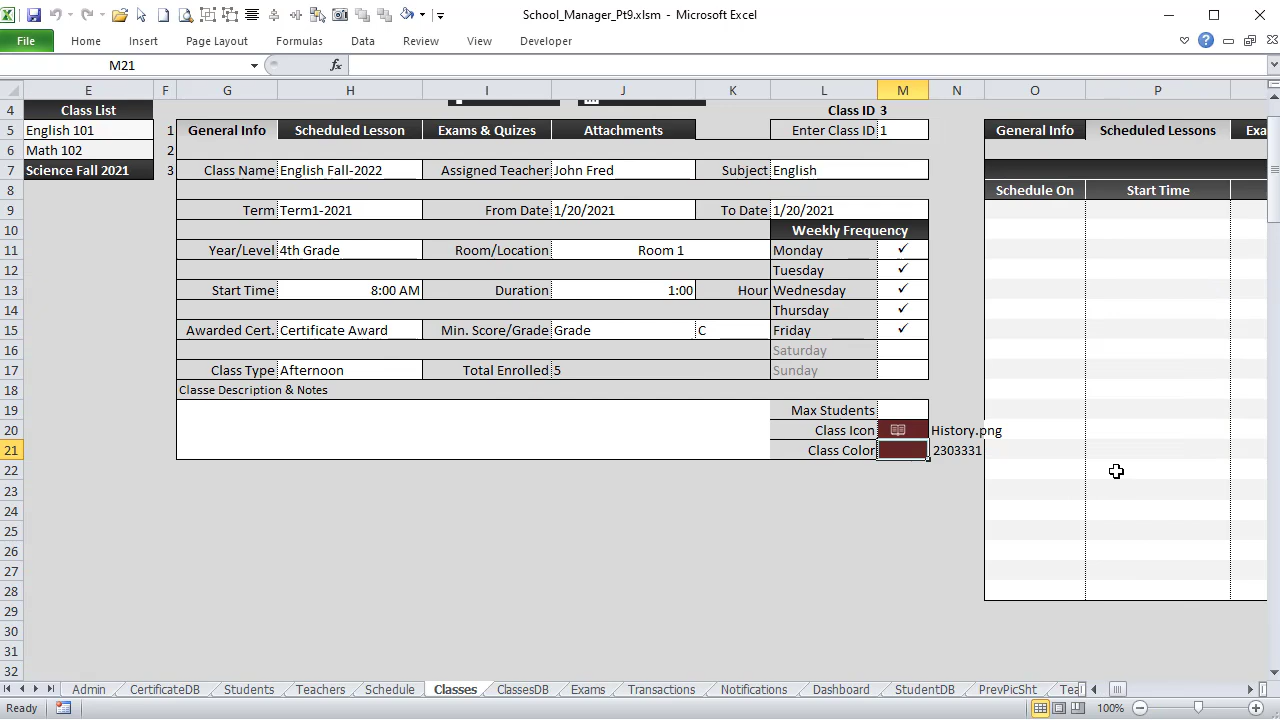 School_Manager_Pt9.xlsm - Microsoft Excel
File Home Insert Page Layout Formulas Data Review View Developer
M21 fx
E F G H I J K L M N O P
4 Class List Class ID 3
5 English 101 1 General Info Scheduled Lesson Exams & Quizes Attachments Enter Class ID 1 General Info Scheduled Lessons Exa
6 Math 102 2
7 Science Fall 2021 3 Class Name English Fall-2022 Assigned Teacher John Fred Subject English
8 Schedule On Start Time
9 Term Term1-2021 From Date 1/20/2021 To Date 1/20/2021
10 Weekly Frequency
11 Year/Level 4th Grade Room/Location Room 1 Monday ✓
12 Tuesday ✓
13 Start Time 8:00 AM Duration 1:00 Hour Wednesday ✓
14 Thursday ✓
15 Awarded Cert. Certificate Award Min. Score/Grade Grade C Friday ✓
16 Saturday
17 Class Type Afternoon Total Enrolled 5 Sunday
18 Classe Description & Notes
19 Max Students
20 Class Icon History.png
21 Class Color 2303331
22
23
24
25
26
27
28
29
30
31
32
Admin CertificateDB Students Teachers Schedule Classes ClassesDB Exams Transactions Notifications Dashboard StudentDB PrevPicSht Tea
Ready 100%